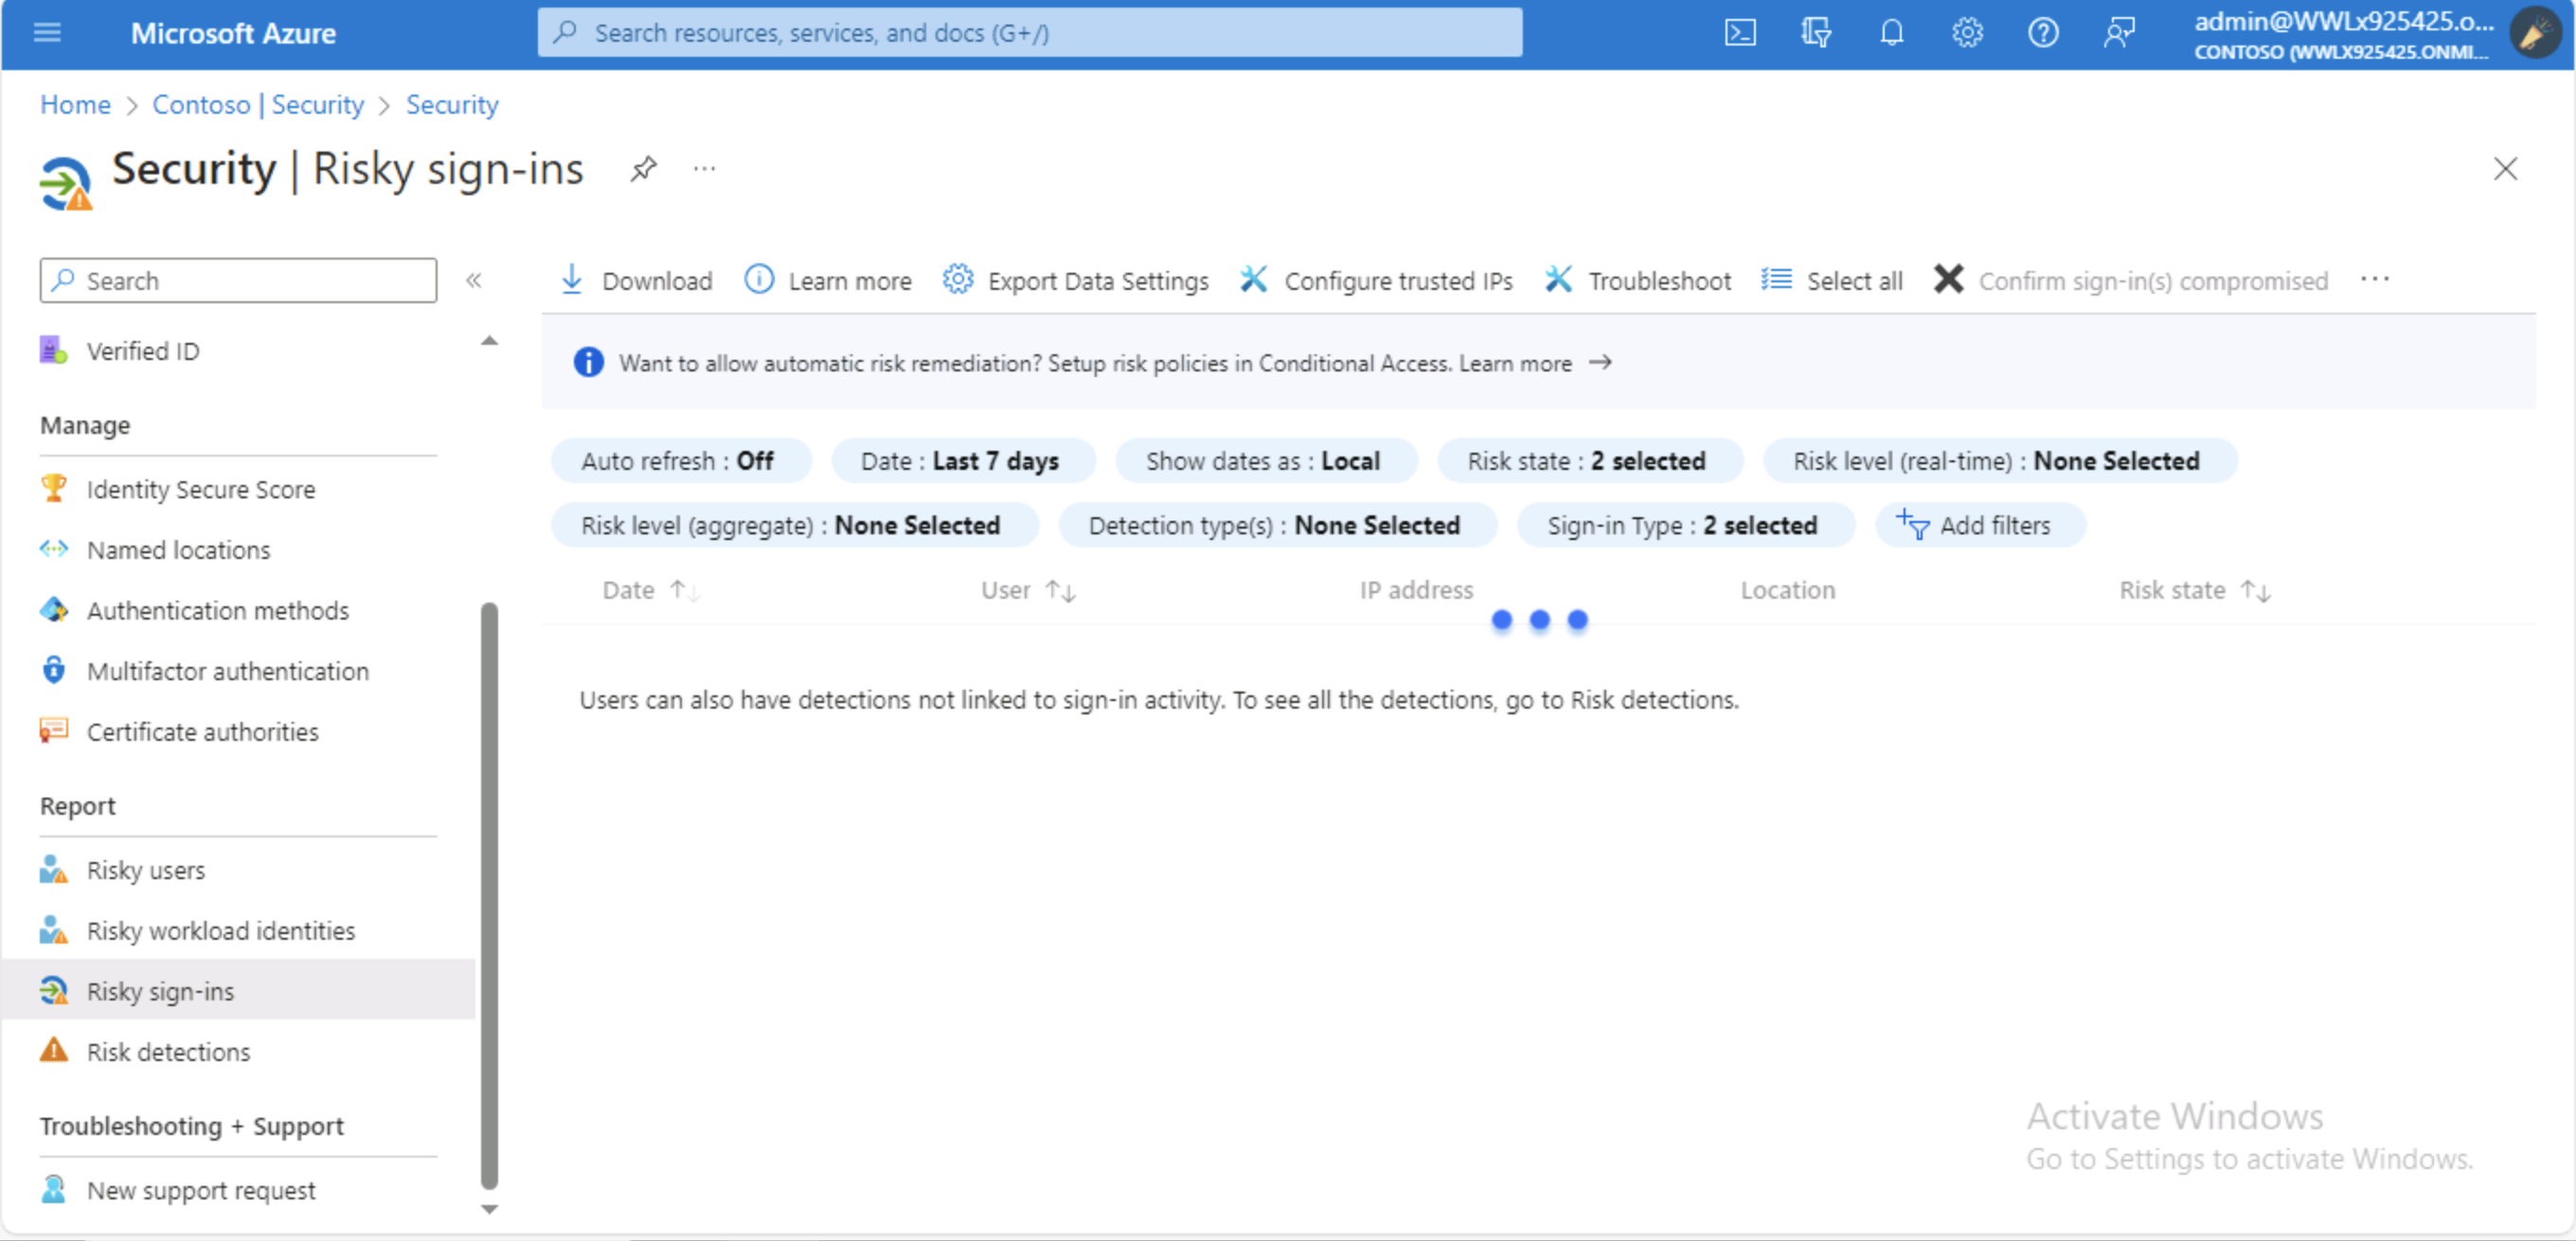 Microsoft Azure
Search resources, services, and docs (G+/)
admin@WWLx925425.o...
CONTOSO (WWLX925425.ONMI...
Home > Contoso | Security > Security
Security | Risky sign-ins
Search
Verified ID
Manage
Identity Secure Score
Named locations
Authentication methods
Multifactor authentication
Certificate authorities
Report
Risky users
Risky workload identities
Risky sign-ins
Risk detections
Troubleshooting + Support
New support request
Download Learn more Export Data Settings Configure trusted IPs Troubleshoot Select all Confirm sign-in(s) compromised ...
Want to allow automatic risk remediation? Setup risk policies in Conditional Access. Learn more →
Auto refresh : Off Date : Last 7 days Show dates as : Local Risk state : 2 selected Risk level (real-time) : None Selected
Risk level (aggregate) : None Selected Detection type(s) : None Selected Sign-in Type : 2 selected Add filters
Date ↑↓ User ↑↓ IP address Location Risk state ↑↓
Users can also have detections not linked to sign-in activity. To see all the detections, go to Risk detections.
Activate Windows
Go to Settings to activate Windows.